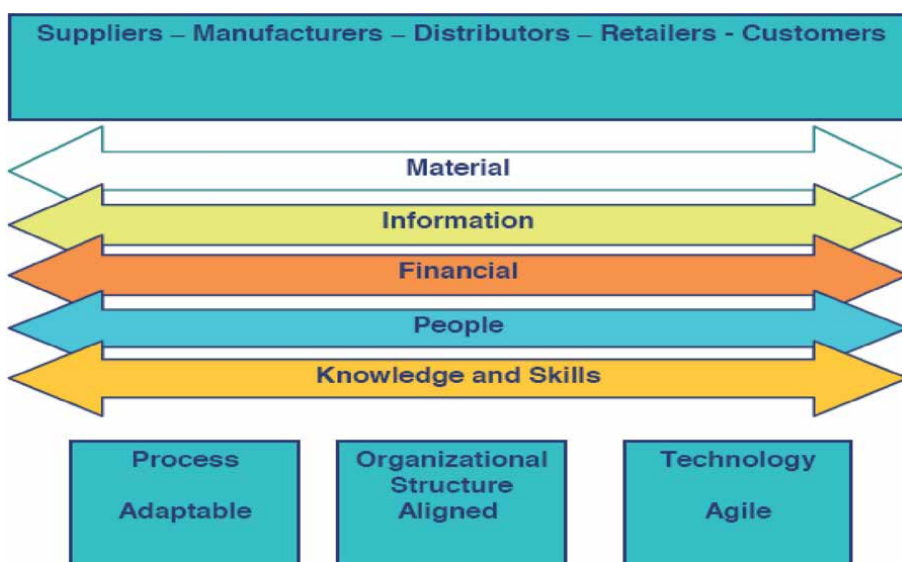 Suppliers – Manufacturers – Distributors – Retailers - Customers
Material
Information
Financial
People
Knowledge and Skills
Process
Adaptable
Organizational
Structure
Aligned
Technology
Agile